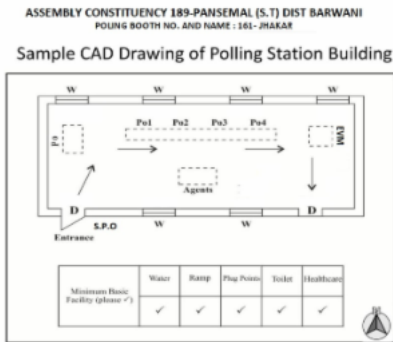 ASSEMBLY CONSTITUENCY 189-PANSEMAL (S.T) DIST BARWANI
POLING BOOTH NO. AND NAME : 161- JHAKAR
Sample CAD Drawing of Polling Station Building
W W W W
Po1 Po2 Po3 Po4
Po
EVM
Agents
D D
S.P.O
Entrance
W W
Minimum Basic Facility (please ✓) Water Ramp Plug Points Toilet Healthcare
✓ ✓ ✓ ✓ ✓